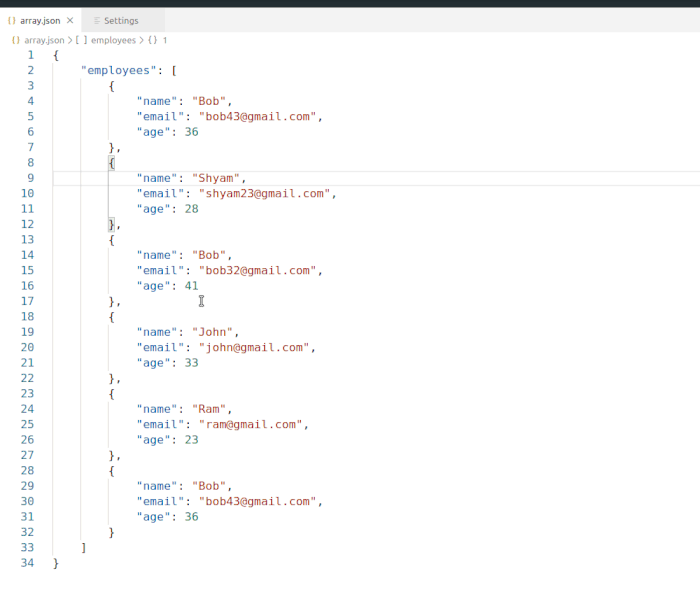 {} array.json × ≡ Settings
{} array.json > [ ] employees > {} 1
1 {
2     "employees": [
3         {
4             "name": "Bob",
5             "email": "bob43@gmail.com",
6             "age": 36
7         },
8         {
9             "name": "Shyam",
10             "email": "shyam23@gmail.com",
11             "age": 28
12         },
13         {
14             "name": "Bob",
15             "email": "bob32@gmail.com",
16             "age": 41
17         },
18         {
19             "name": "John",
20             "email": "john@gmail.com",
21             "age": 33
22         },
23         {
24             "name": "Ram",
25             "email": "ram@gmail.com",
26             "age": 23
27         },
28         {
29             "name": "Bob",
30             "email": "bob43@gmail.com",
31             "age": 36
32         }
33     ]
34 }